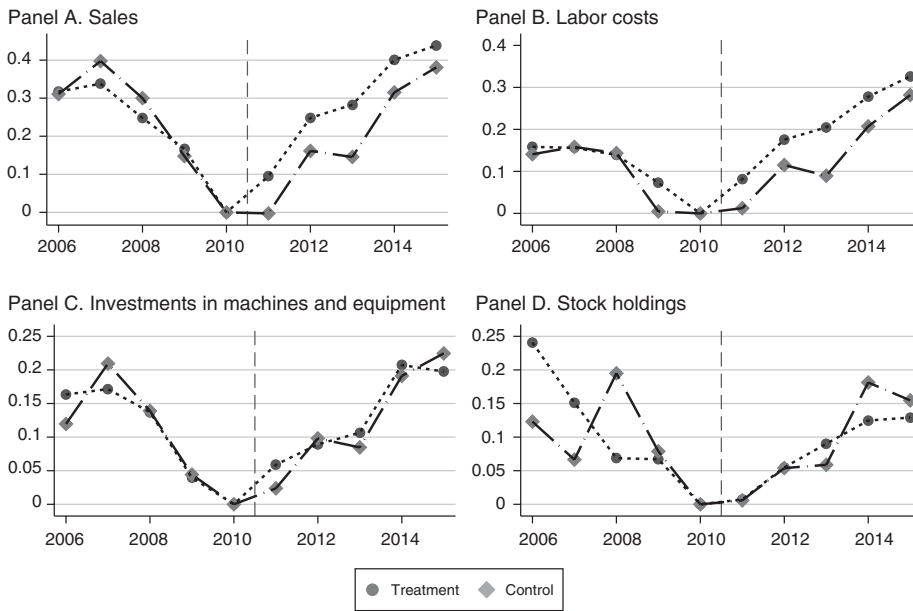 Panel A. Sales
0.4
0.3
0.2
0.1
0
2006 2008 2010 2012 2014
Panel B. Labor costs
0.4
0.3
0.2
0.1
0
2006 2008 2010 2012 2014
Panel C. Investments in machines and equipment
0.25
0.2
0.15
0.1
0.05
0
2006 2008 2010 2012 2014
Panel D. Stock holdings
0.25
0.2
0.15
0.1
0.05
0
2006 2008 2010 2012 2014
Treatment Control